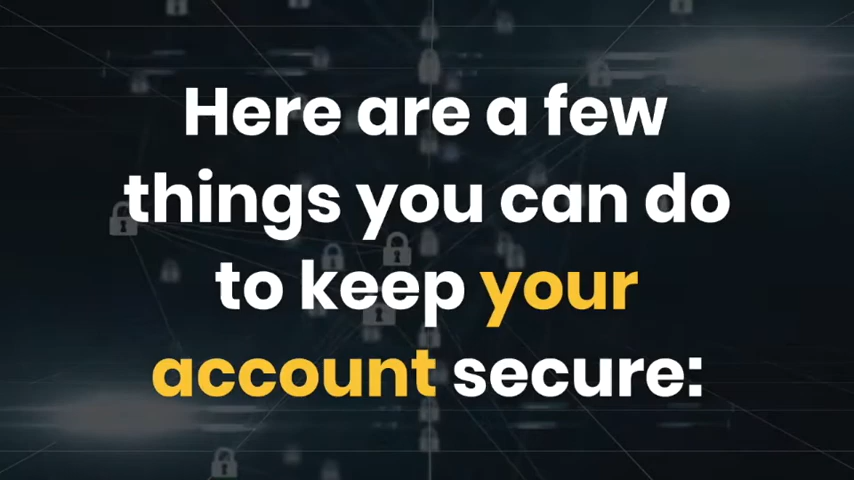 Here are a few
things you can do
to keep your
account secure: